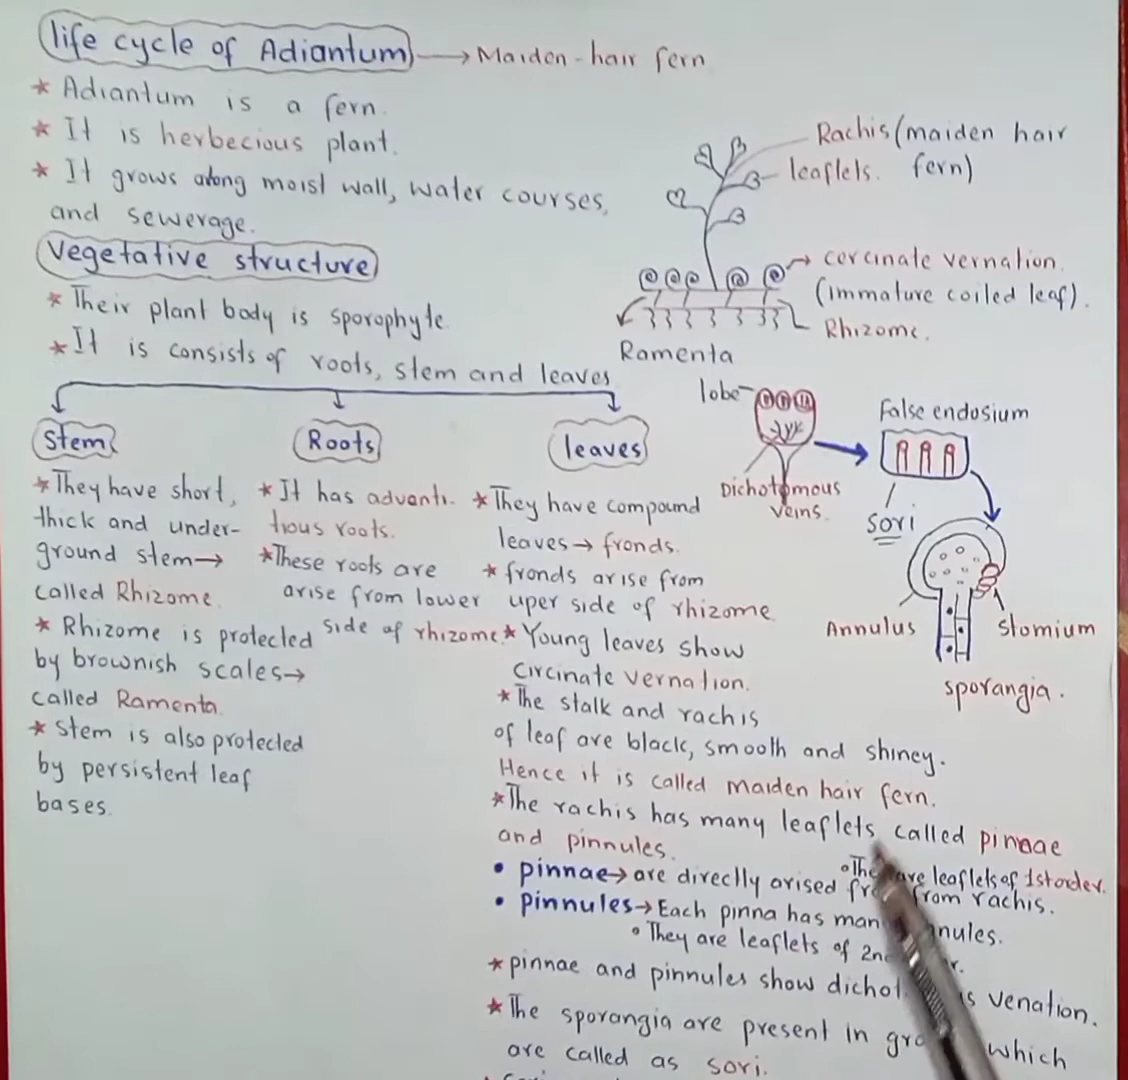 life cycle of Adiantum → Maiden-hair fern
* Adiantum is a fern.
* It is herbecious plant.
* It grows along moist wall, water courses,
and sewerage.
Vegetative structure
* Their plant body is sporophyte
* It is consists of roots, stem and leaves
Rachis (maiden hair
leaflets. fern)
corcinate vernation.
(immature coiled leaf).
Rhizome.
Ramenta
lobe
Dichotomous
veins.
False endosium
sori
Annulus
stomium
sporangia.
Stem
* They have short,
thick and under-
ground stem →
called Rhizome.
* Rhizome is protected
by brownish scales →
called Ramenta.
* stem is also protected
by persistent leaf
bases.
Roots
* It has adventi-
tious roots.
* These roots are
arise from lower
side of rhizome.
leaves
* They have compound
leaves → fronds.
* fronds arise from
uper side of rhizome
* Young leaves show
circinate vernation.
* The stalk and rachis
of leaf are black, smooth and shiney.
Hence it is called maiden hair fern.
* The rachis has many leaflets called pinnae
and pinnules.
are leaflets of 1st order.
• pinnae → are directly arised from rachis.
• pinnules → Each pinna has
• They are leaflets of
* pinnae and pinnules show venation.
* The sporangia are present in which
are called as sori.